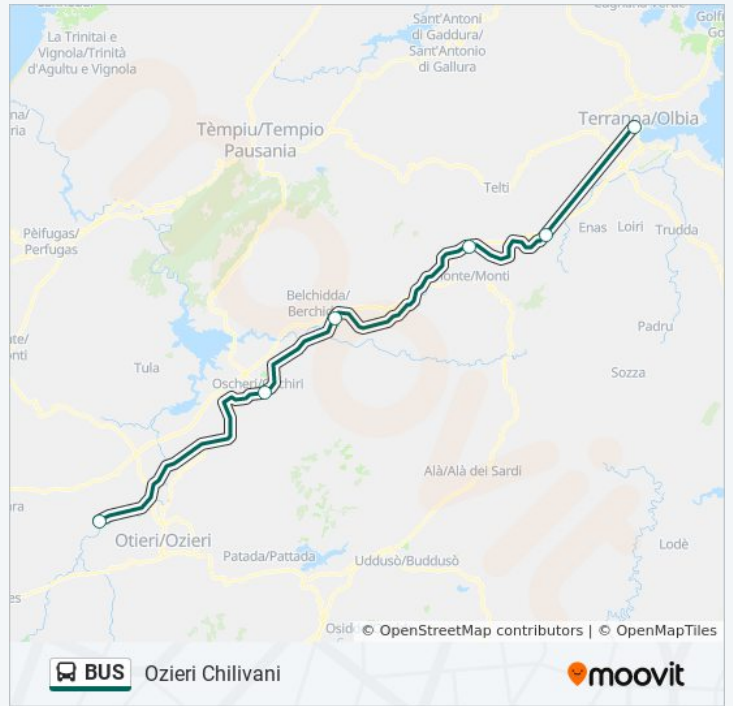 Sant'Antoni
di Gaddura/
Sant'Antonio
di Gallura
La Trinitai e
Vignola/Trinità
d'Agultu e Vignola
Tèmpiu/Tempio
Pausania
Terranoa/Olbia
Telti
Enas
Loiri
Trudda
Pèifugas/
Perfugas
Monte/Monti
Belchidda/
Berchidda
Padru
Tula
Oscheri/Oschiri
Sozza
Alà/Alà dei Sardi
Otieri/Ozieri
Patada/Pattada
Uddusò/Buddusò
Lodè
© OpenStreetMap contributors | © OpenMapTiles
BUS
Ozieri Chilivani
moovit